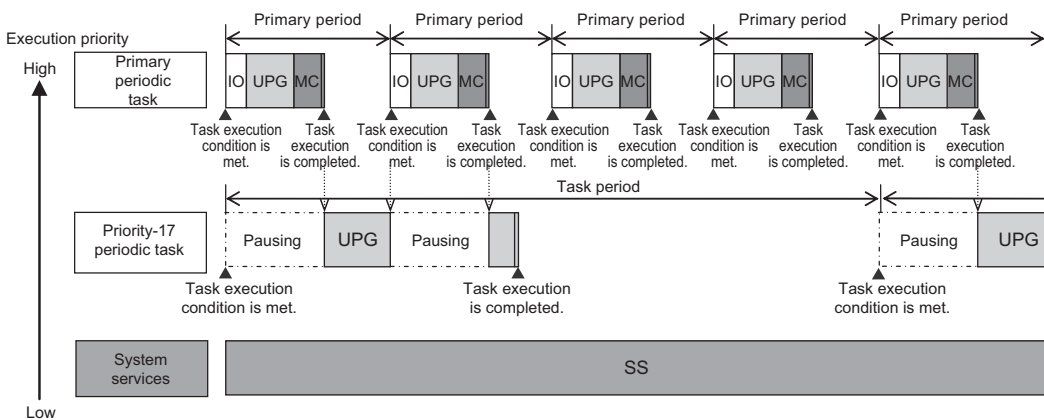 Primary period Primary period Primary period Primary period Primary period
Execution priority
High
Primary
periodic
task
IO UPG MC IO UPG MC IO UPG MC IO UPG MC IO UPG MC
Task execution
condition is
met.
Task
execution
is completed.
Task execution
condition is
met.
Task
execution
is completed.
Task execution
condition is
met.
Task
execution
is completed.
Task execution
condition is
met.
Task
execution
is completed.
Task execution
condition is
met.
Task
execution
is completed.
Task period
Priority-17
periodic task
Pausing UPG Pausing Pausing UPG
Task execution
condition is met.
Task execution
is completed.
Task execution
condition is met.
System
services
SS
Low